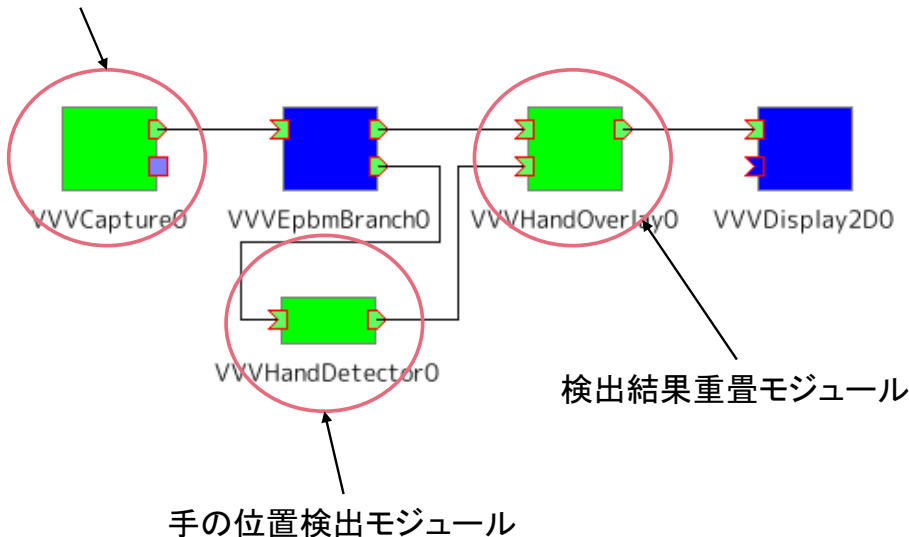 VVVCapture0
VVVEpbmBranch0
VVVHandOverlay0
VVVDisplay2D0
VVVHandDetector0
検出結果重畳モジュール
手の位置検出モジュール